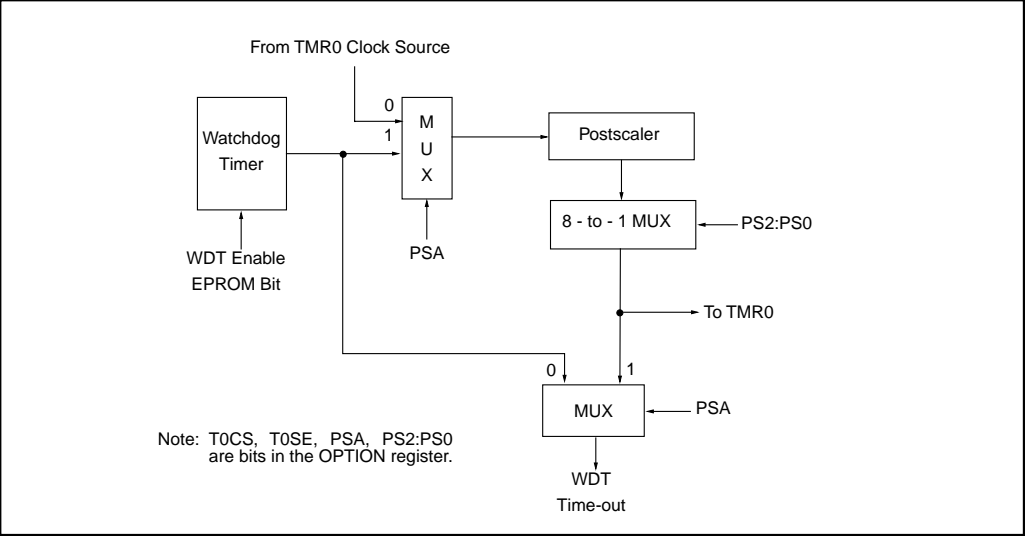 From TMR0 Clock Source
0
1
M
U
X
Watchdog
Timer
Postscaler
8 - to - 1 MUX
PS2:PS0
PSA
WDT Enable
EPROM Bit
To TMR0
0
1
MUX
PSA
Note: T0CS, T0SE, PSA, PS2:PS0
are bits in the OPTION register.
WDT
Time-out